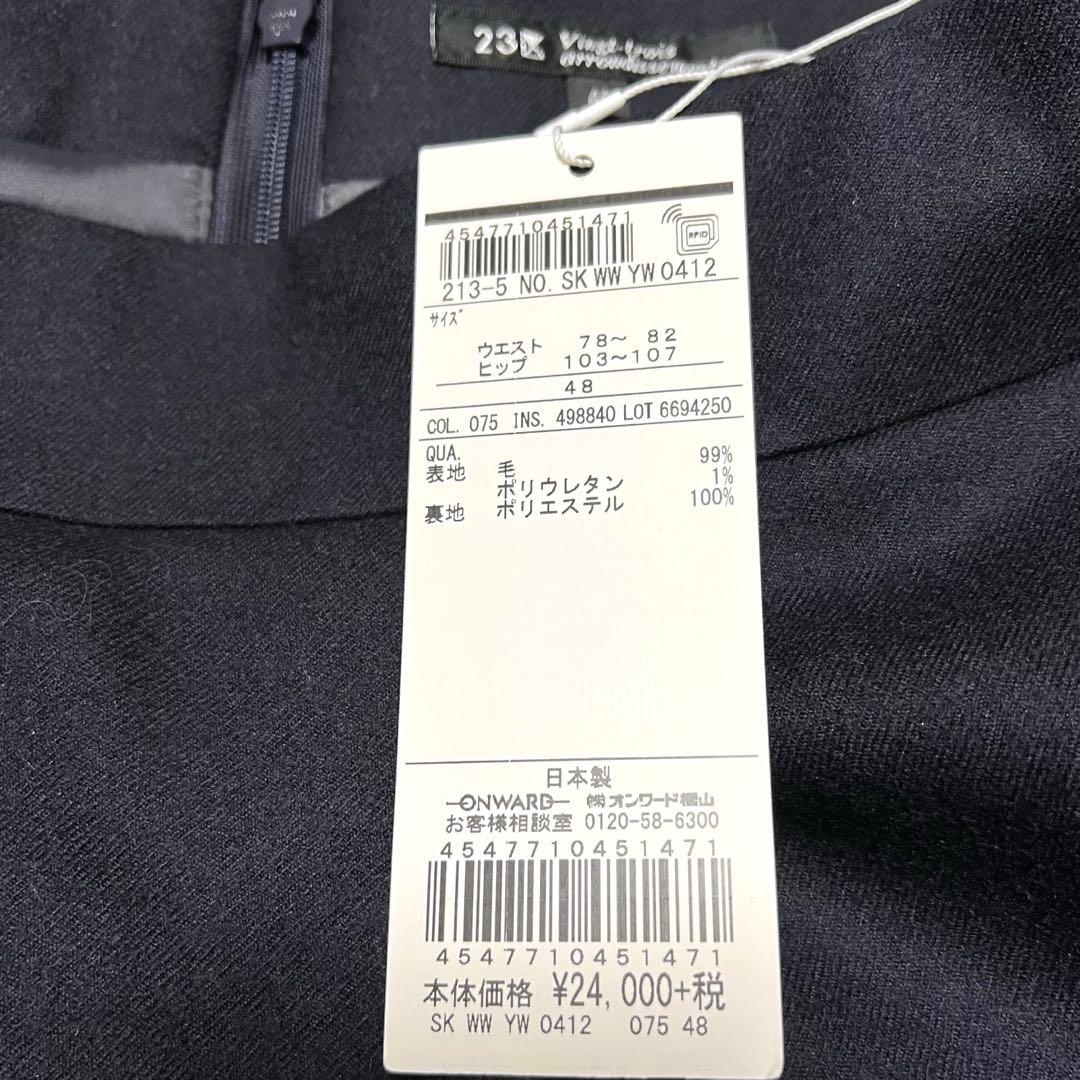 23区 Vingt-trois
arrondissement
4547710451471
RFID
213-5 NO. SK WW YW 0412
サイズ
ウエスト 78〜 82
ヒップ 103〜107
48
COL. 075 INS. 498840 LOT 6694250
QUA.
表地 毛 99%
ポリウレタン 1%
裏地 ポリエステル 100%
日本製
ONWARD ㈱オンワード樫山
お客様相談室 0120-58-6300
4547710451471
4547710451471
本体価格 ¥24,000+税
SK WW YW 0412 075 48